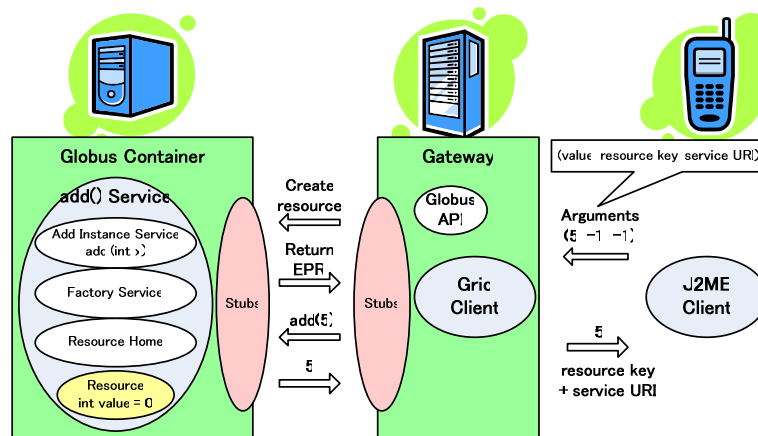 Globus Container
add() Service
Add Instance Service
add (int x)
Factory Service
Resource Home
Resource
int value = 0
Stubs
Create
resource
Return
EPR
add(5)
5
Gateway
Globus
API
Grid
Client
Stubs
(value resource key service URI)
Arguments
(5 -1 -1)
J2ME
Client
5
resource key
+ service URI